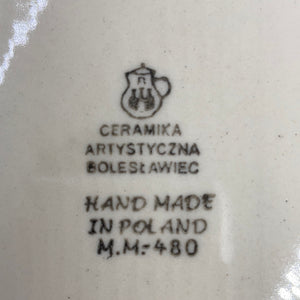 CERAMIKA
ARTYSTYCZNA
BOLESŁAWIEC
HAND MADE
IN POLAND
M.M.-480